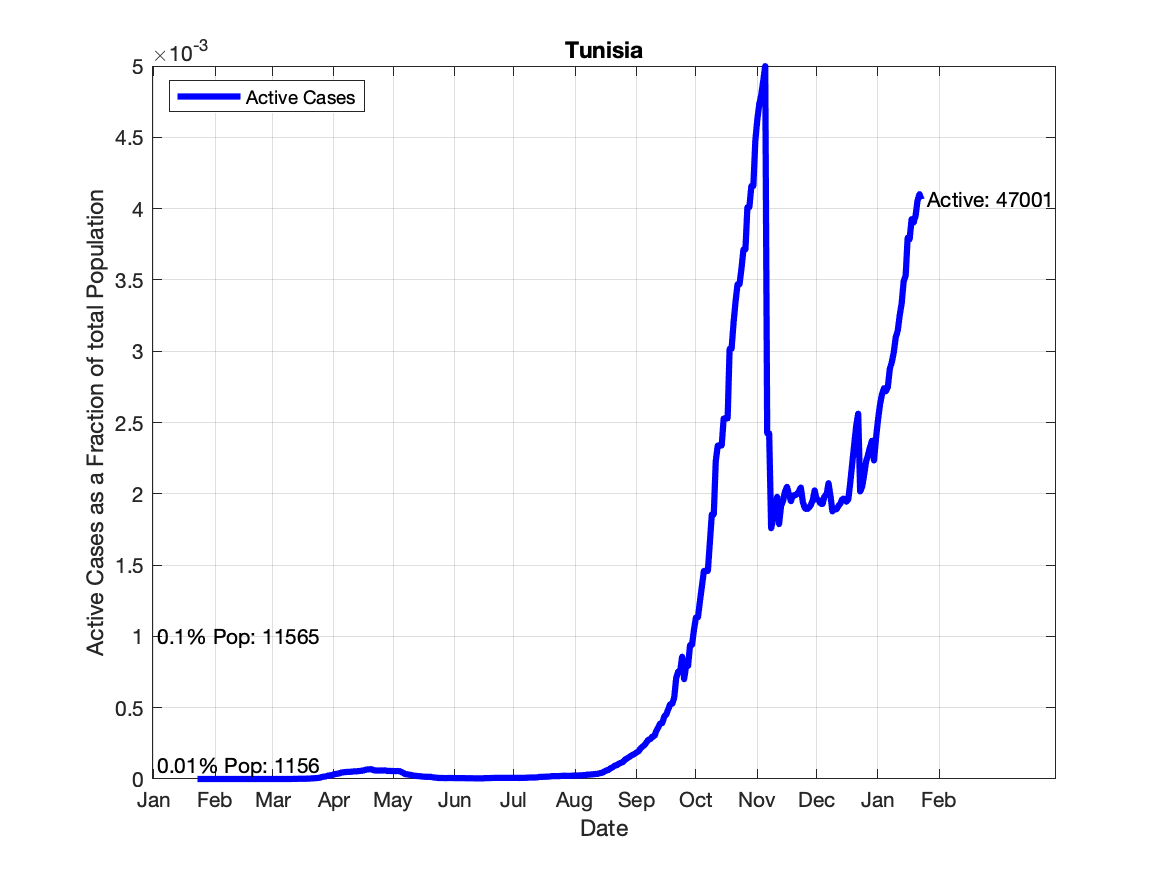 Tunisia
×10-3
5
4.5
4
3.5
3
2.5
2
1.5
1
0.5
0
Active Cases as a Fraction of total Population
Active Cases
Active: 47001
0.1% Pop: 11565
0.01% Pop: 1156
Jan Feb Mar Apr May Jun Jul Aug Sep Oct Nov Dec Jan Feb
Date